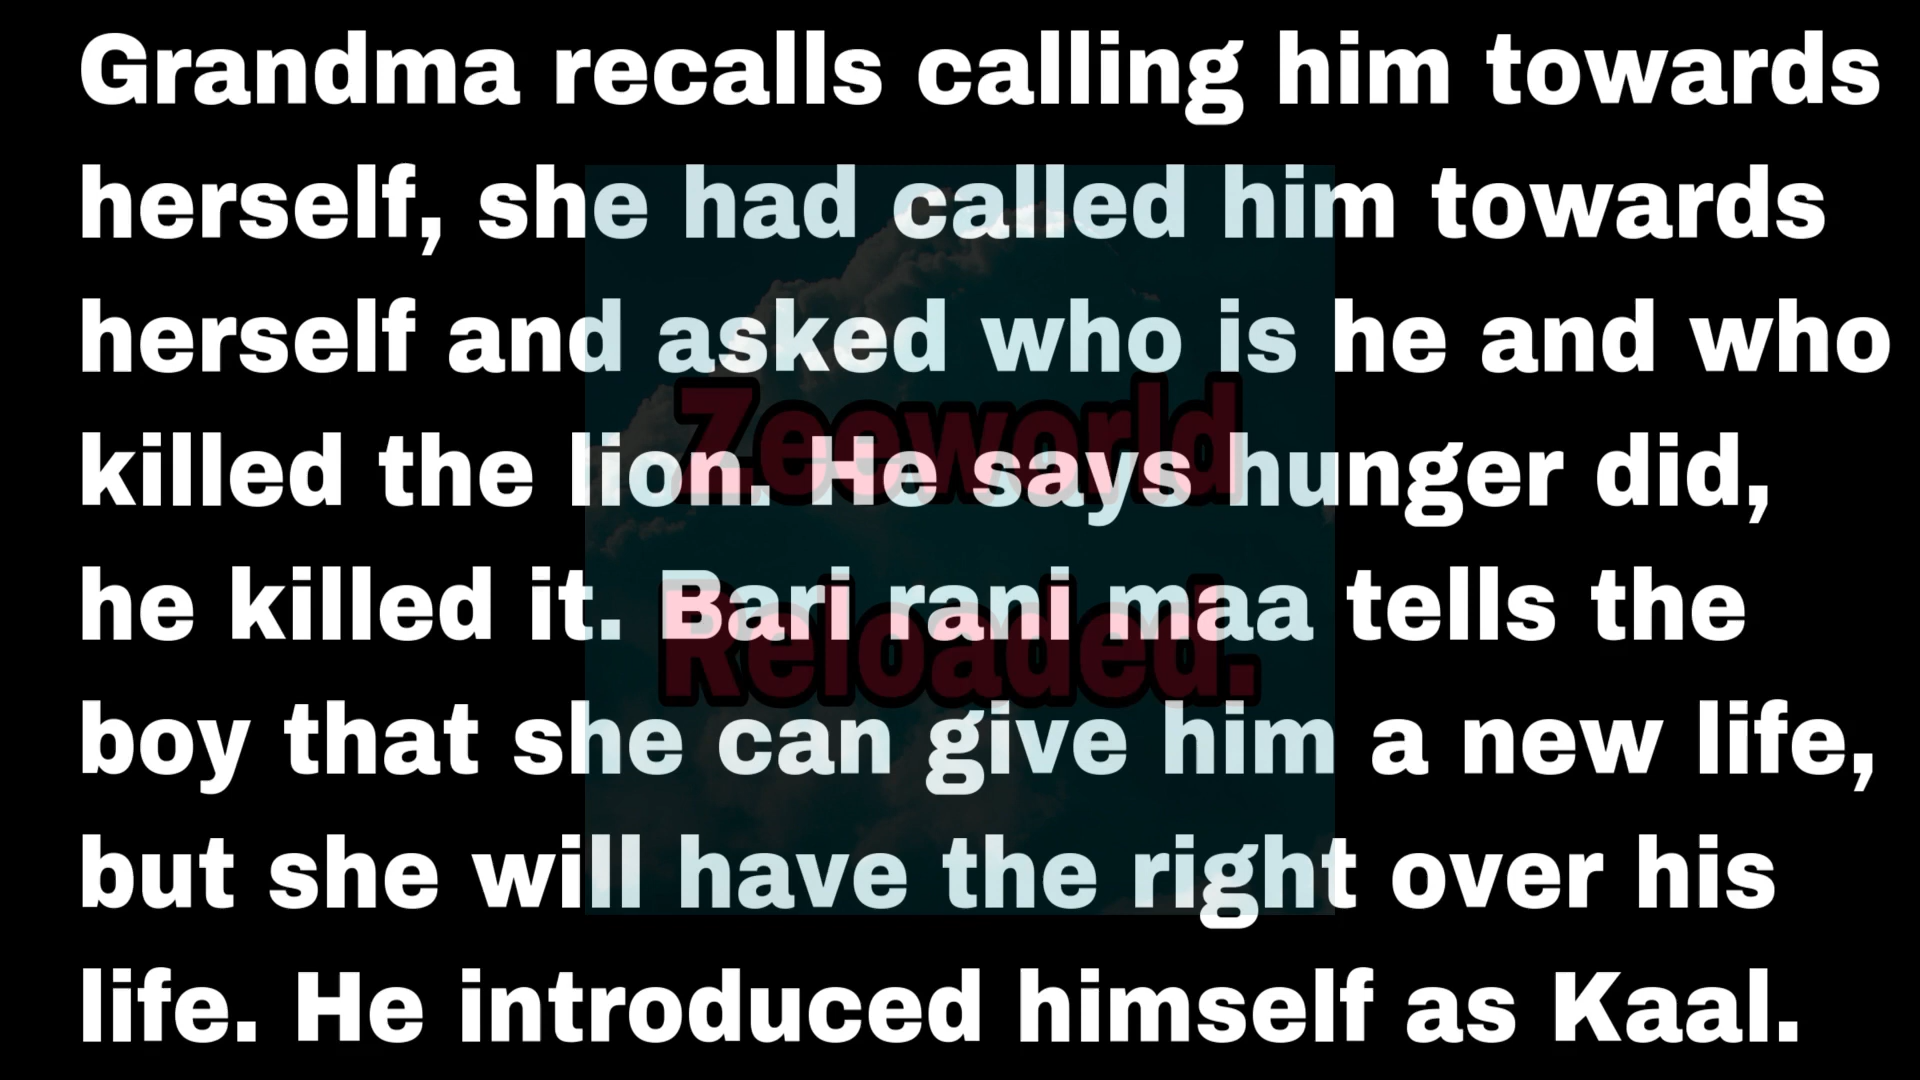 Grandma recalls calling him towards
herself, she had called him towards
herself and asked who is he and who
killed the lion. He says hunger did,
he killed it. Bari rani maa tells the
boy that she can give him a new life,
but she will have the right over his
life. He introduced himself as Kaal.
Zeeworld
Reloaded.